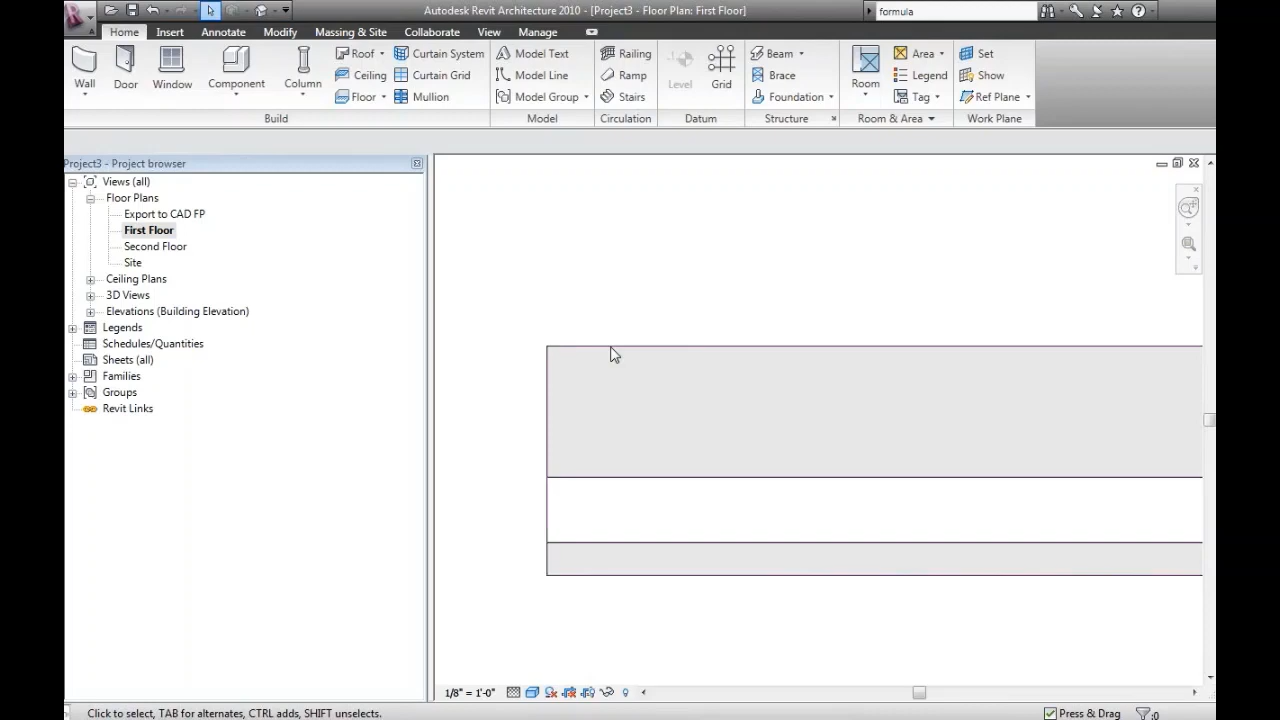 Autodesk Revit Architecture 2010 - [Project3 - Floor Plan: First Floor]
formula
Home Insert Annotate Modify Massing & Site Collaborate View Manage
Wall
Door
Window
Component
Column
Roof
Ceiling
Floor
Curtain System
Curtain Grid
Mullion
Build
Model Text
Model Line
Model Group
Model
Railing
Ramp
Stairs
Circulation
Level
Grid
Datum
Beam
Brace
Foundation
Structure
Room
Area
Legend
Tag
Room & Area
Set
Show
Ref Plane
Work Plane
Project3 - Project browser
Views (all)
Floor Plans
Export to CAD FP
First Floor
Second Floor
Site
Ceiling Plans
3D Views
Elevations (Building Elevation)
Legends
Schedules/Quantities
Sheets (all)
Families
Groups
Revit Links
1/8" = 1'-0"
Click to select, TAB for alternates, CTRL adds, SHIFT unselects.
Press & Drag
:0